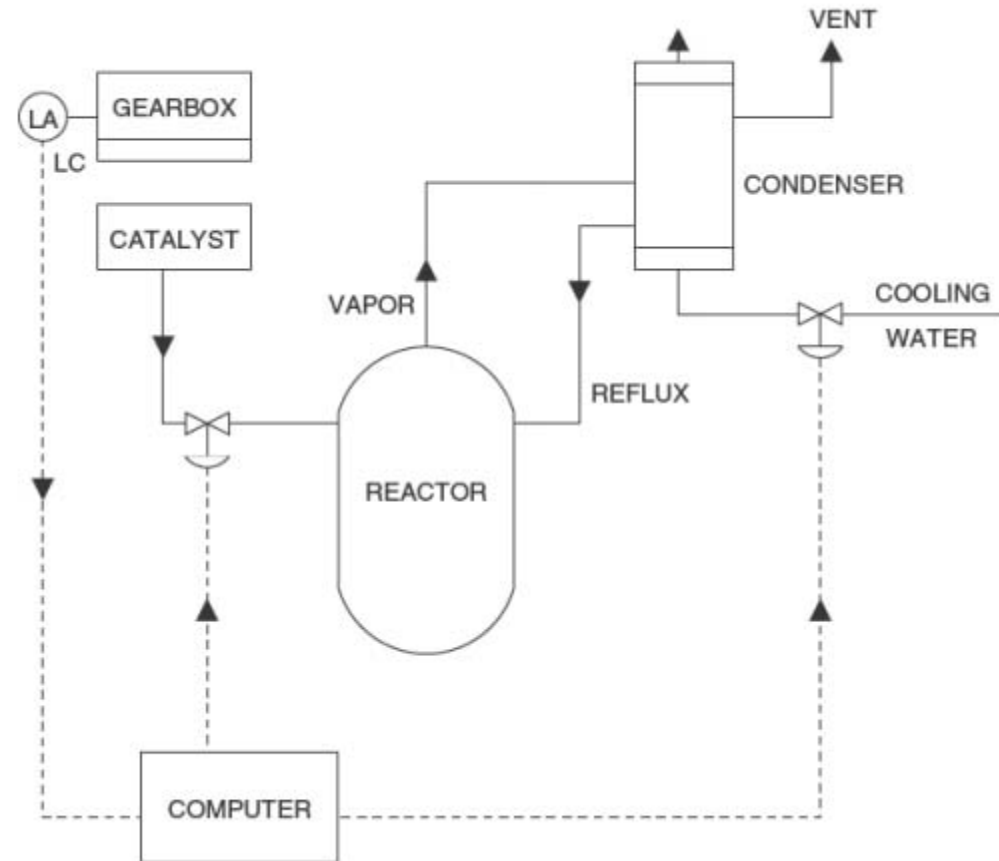 VENT
GEARBOX
LA
LC
CONDENSER
CATALYST
COOLING
WATER
VAPOR
REFLUX
REACTOR
COMPUTER